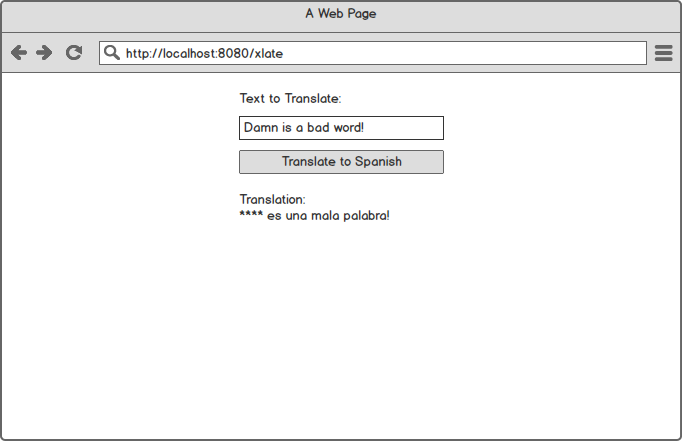 A Web Page
http://localhost:8080/xlate
Text to Translate:
Damn is a bad word!
Translate to Spanish
Translation:
**** es una mala palabra!